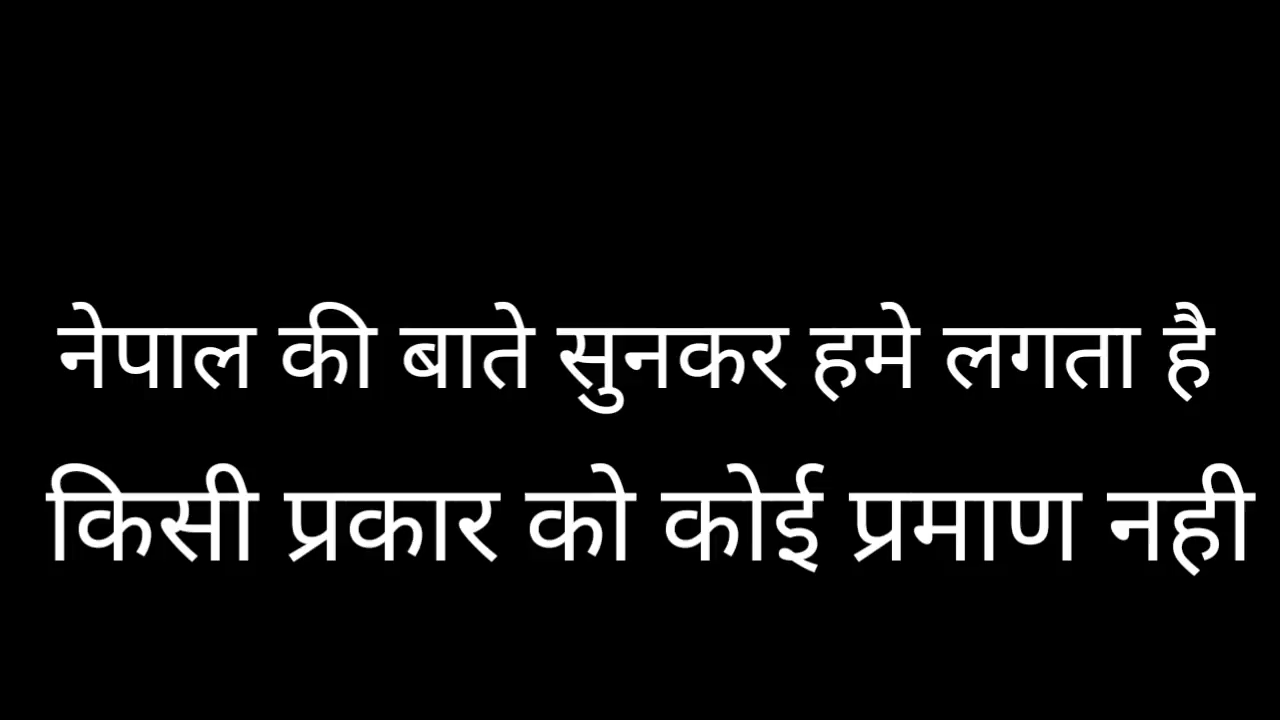 नेपाल की बाते सुनकर हमे लगता है
किसी प्रकार को कोई प्रमाण नही